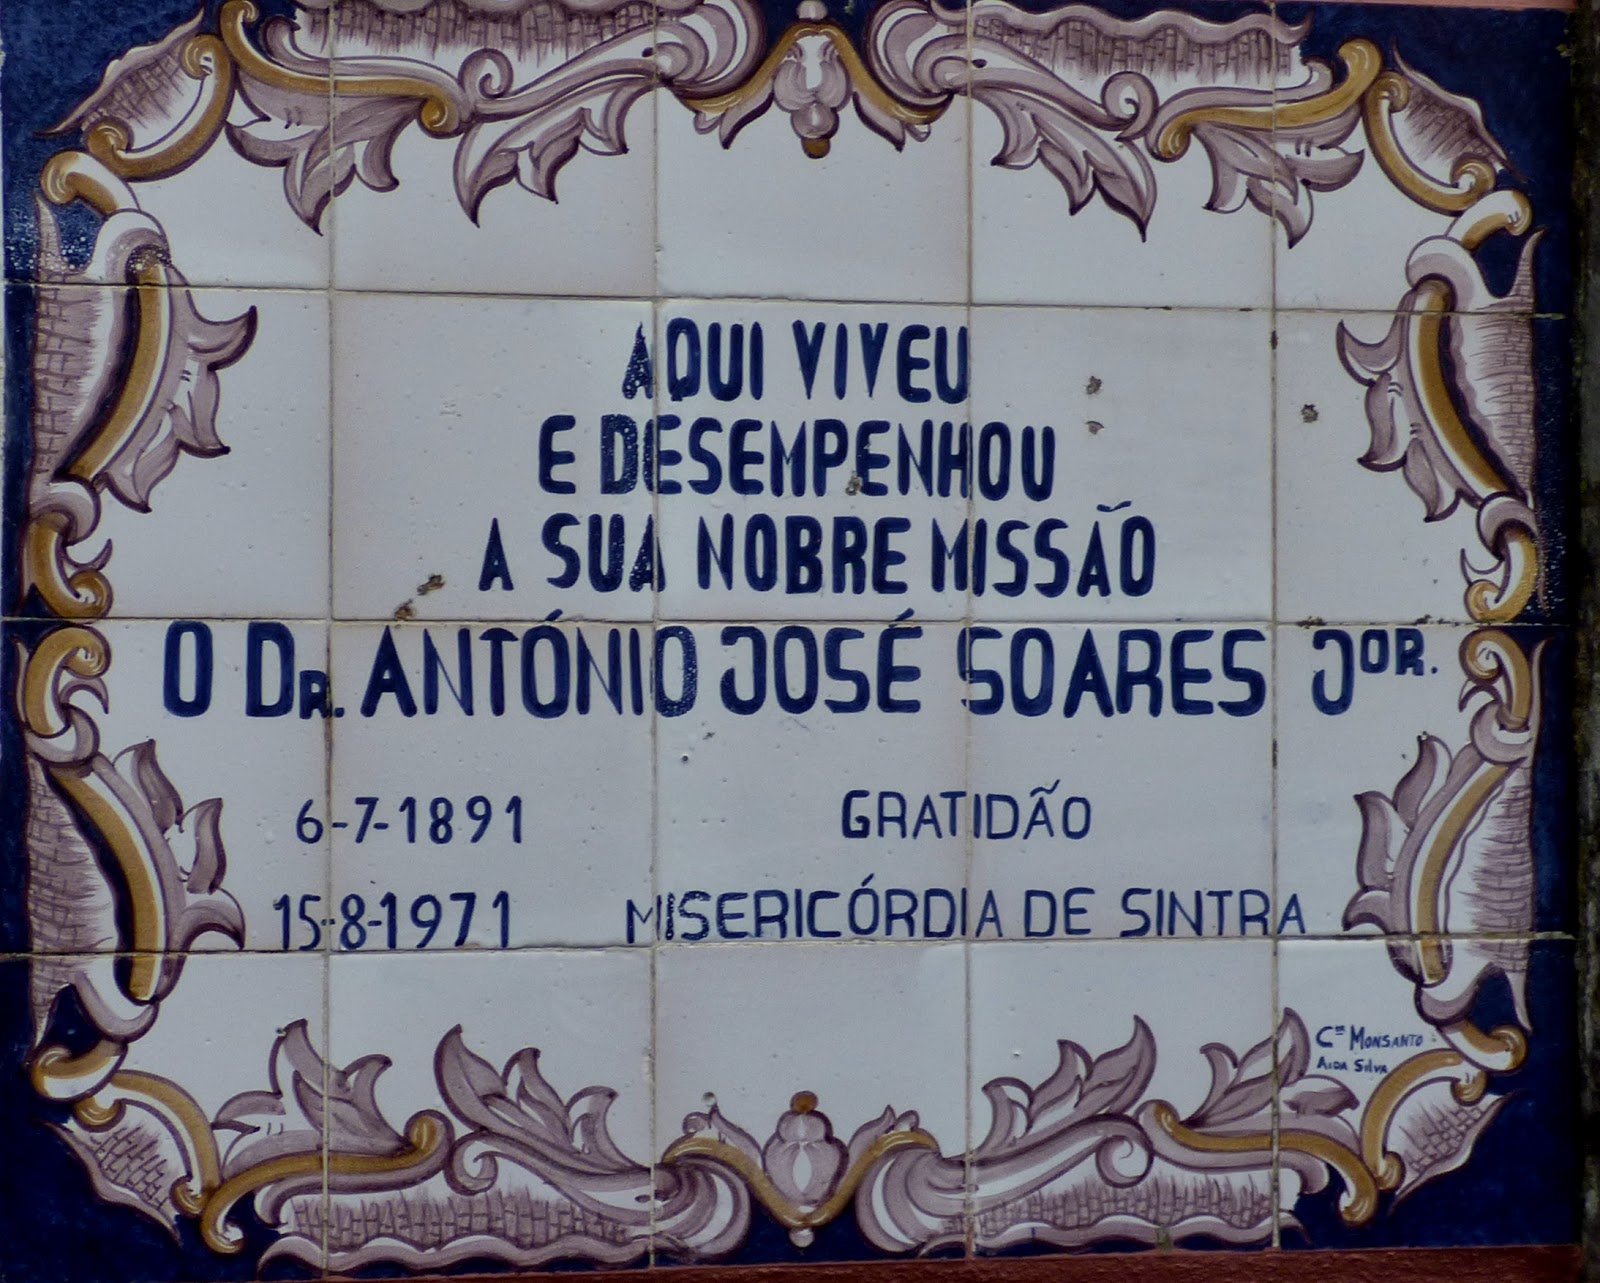 AQUI VIVEU
E DESEMPENHOU
A SUA NOBRE MISSÃO
O DR. ANTÓNIO JOSÉ SOARES JOR.
6-7-1891
15-8-1971
GRATIDÃO
MISERICÓRDIA DE SINTRA
CER MONSANTO
AIDA SILVA